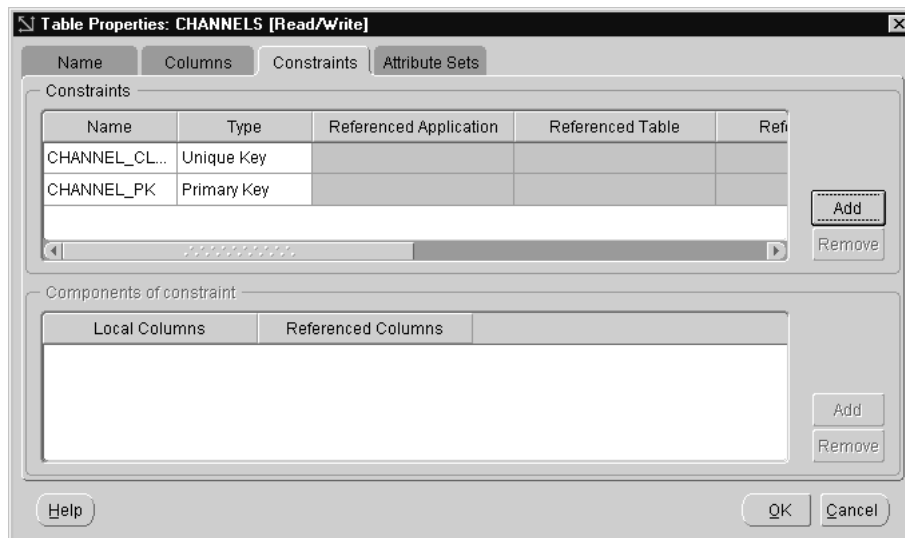 Table Properties: CHANNELS [Read/Write]
Name Columns Constraints Attribute Sets
Constraints
Name Type Referenced Application Referenced Table Refe
CHANNEL_CL... Unique Key
CHANNEL_PK Primary Key
Add
Remove
Components of constraint
Local Columns Referenced Columns
Add
Remove
Help OK Cancel